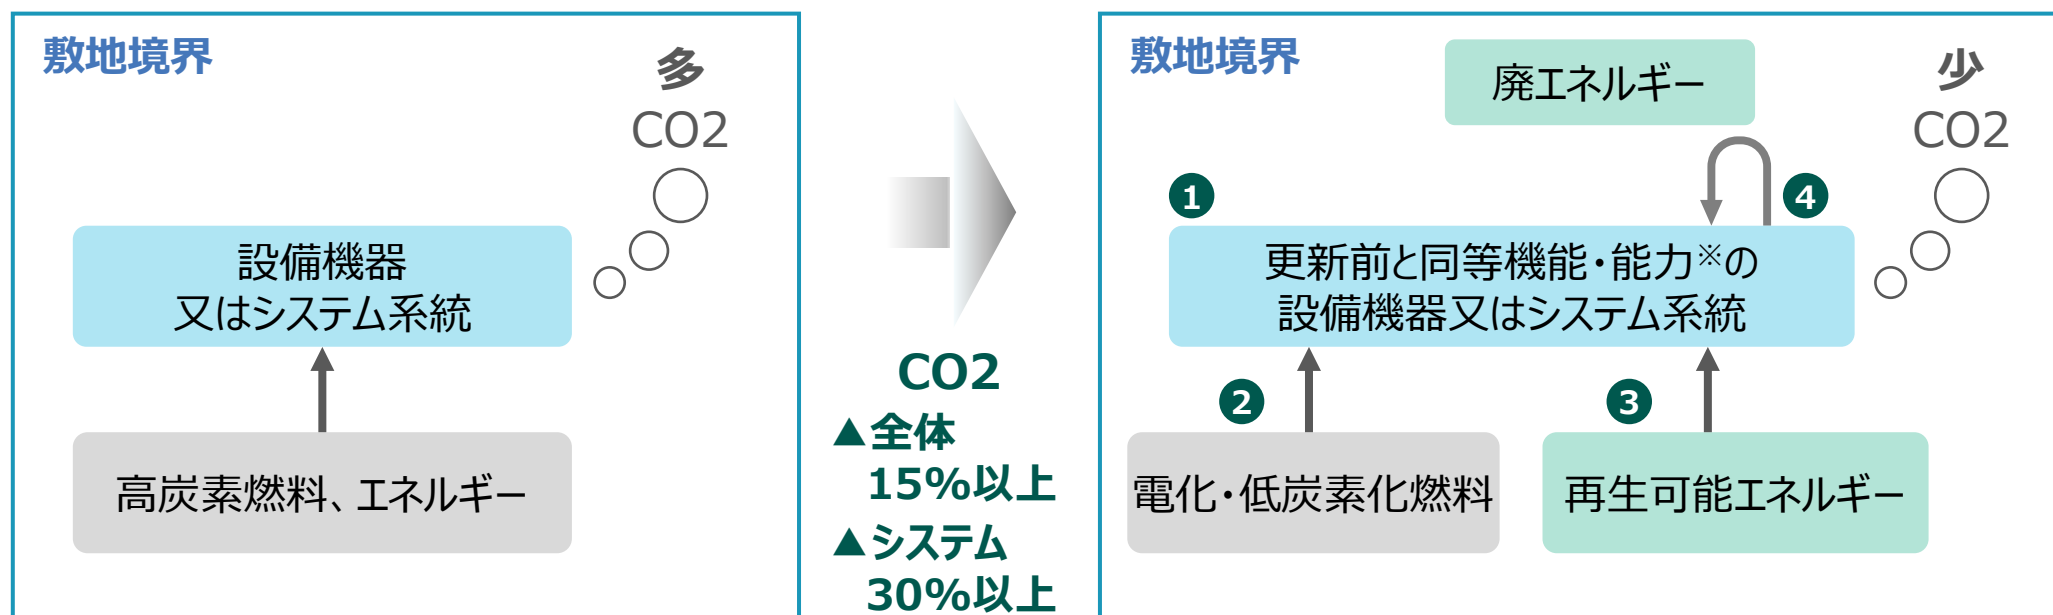 敷地境界
多
CO2
設備機器
又はシステム系統
高炭素燃料、エネルギー
CO2
▲全体
15%以上
▲システム
30%以上
敷地境界
廃エネルギー
少
CO2
1
4
更新前と同等機能・能力※の
設備機器又はシステム系統
2
3
電化・低炭素化燃料
再生可能エネルギー